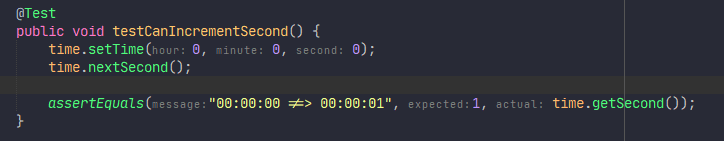 @Test
public void testCanIncrementSecond() {
time.setTime(hour: 0, minute: 0, second: 0);
time.nextSecond();
assertEquals(message:"00:00:00 =/=> 00:00:01", expected:1, actual: time.getSecond());
}